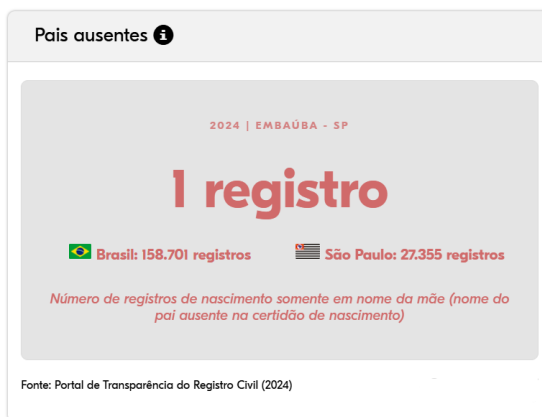 Pais ausentes
2024 | EMBAÚBA - SP
1 registro
Brasil: 158.701 registros
São Paulo: 27.355 registros
Número de registros de nascimento somente em nome da mãe (nome do
pai ausente na certidão de nascimento)
Fonte: Portal de Transparência do Registro Civil (2024)